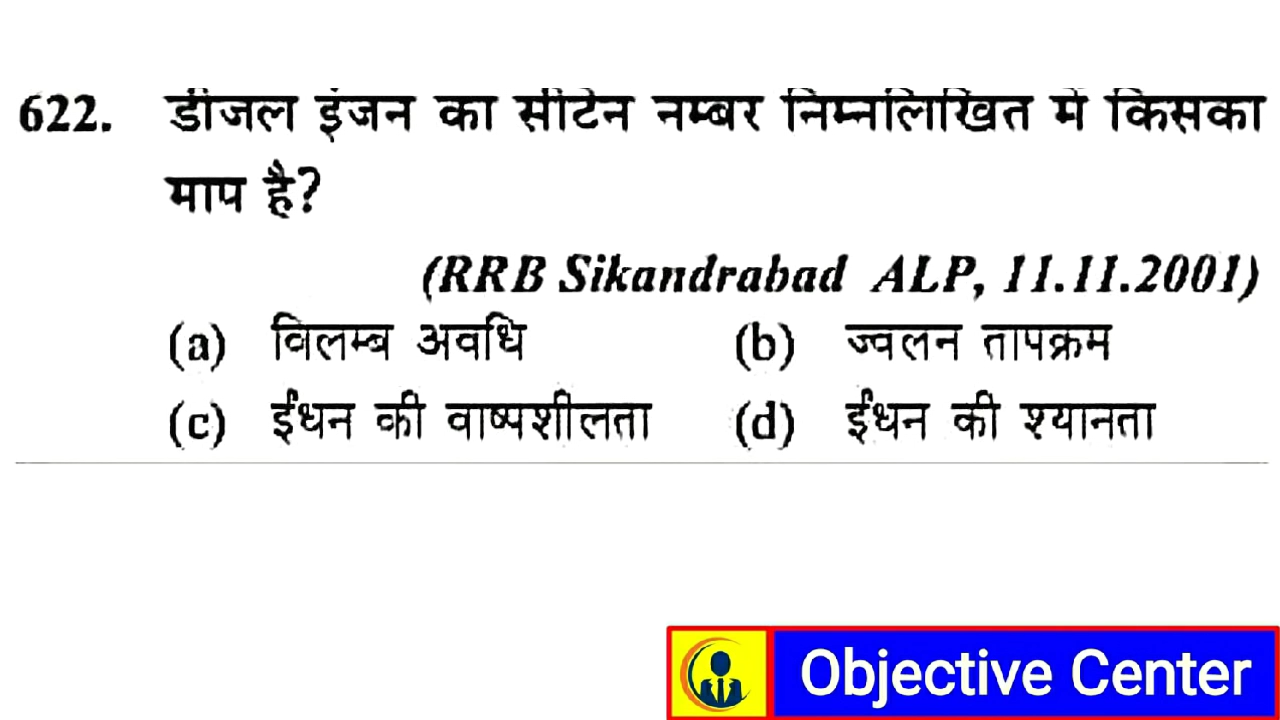 622. डीजल इंजन का सीटेन नम्बर निम्नलिखित में किसका
माप है?
(RRB Sikandrabad ALP, 11.11.2001)
(a) विलम्ब अवधि (b) ज्वलन तापक्रम
(c) ईंधन की वाष्पशीलता (d) ईंधन की श्यानता
Objective Center